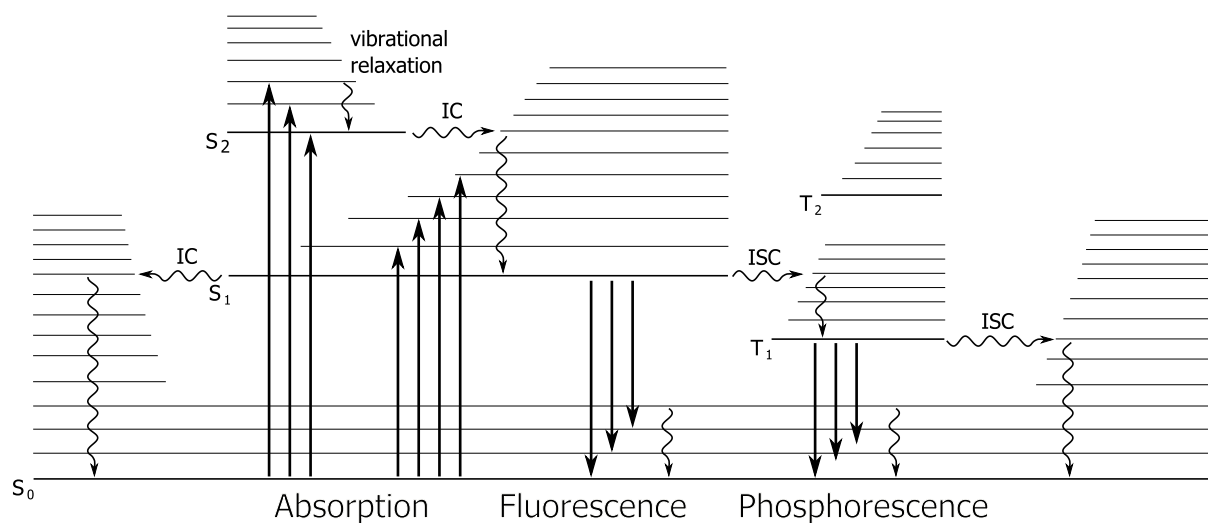 vibrational
relaxation
IC
S2
T2
IC
ISC
S1
ISC
T1
S0
Absorption
Fluorescence
Phosphorescence